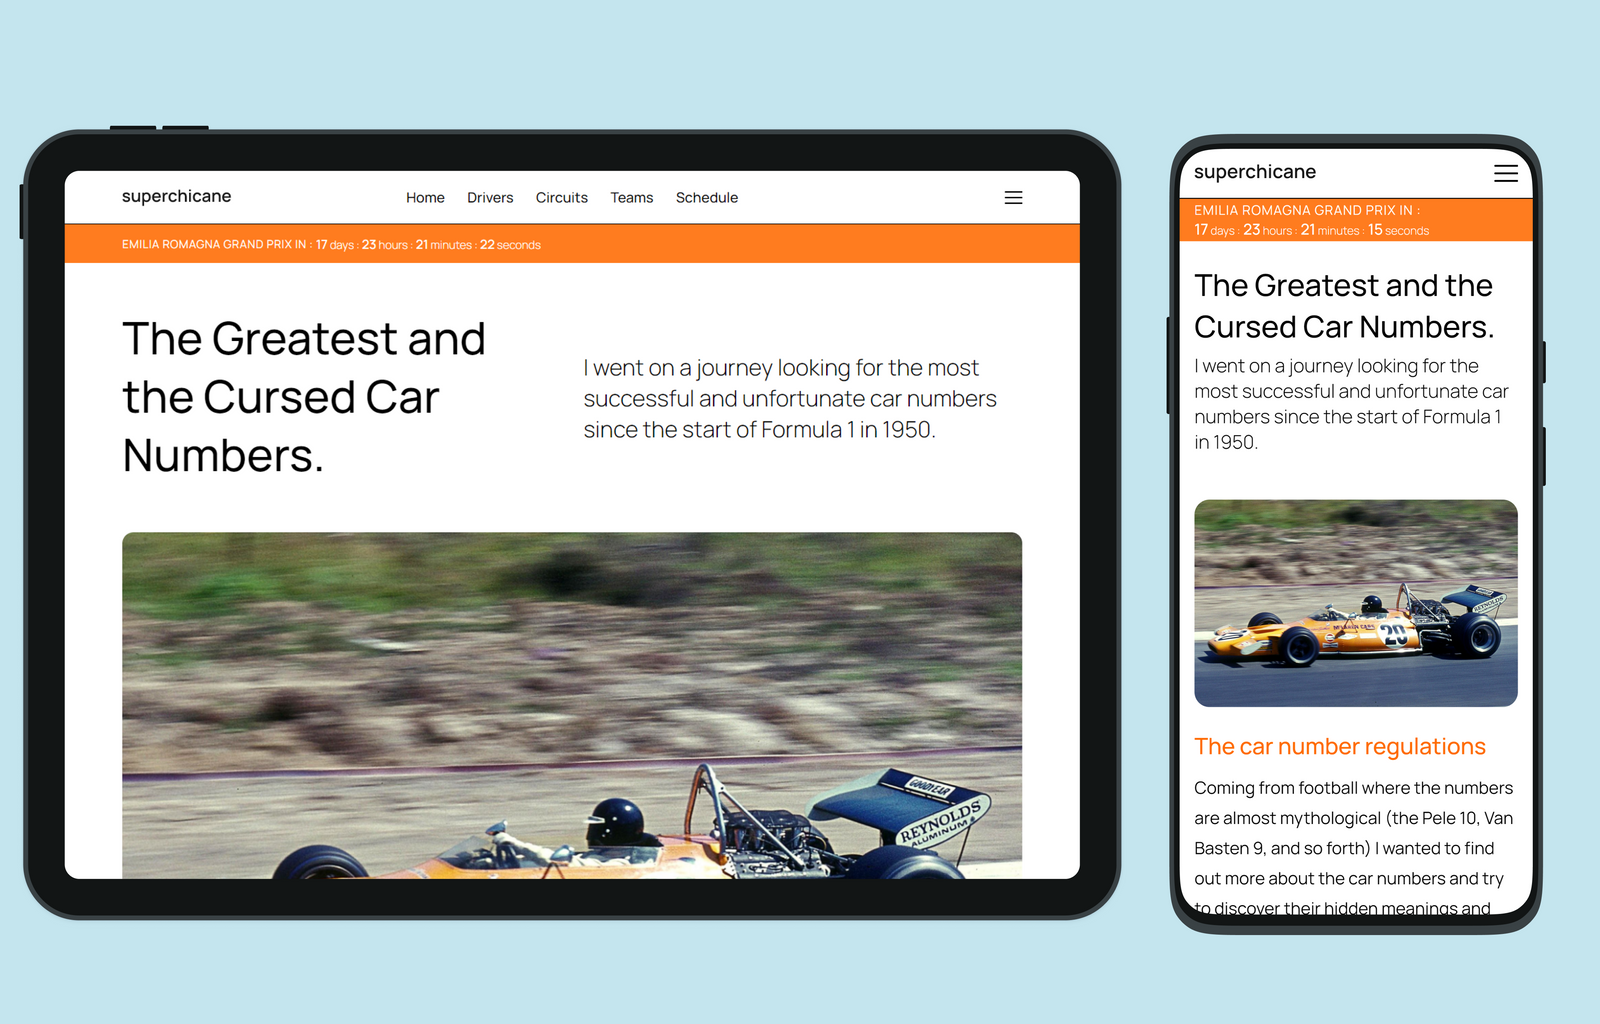 superchicane
Home Drivers Circuits Teams Schedule
EMILIA ROMAGNA GRAND PRIX IN : 17 days : 23 hours : 21 minutes : 22 seconds
The Greatest and
the Cursed Car
Numbers.
I went on a journey looking for the most
successful and unfortunate car numbers
since the start of Formula 1 in 1950.
GOODYEAR
REYNOLDS
ALUMINUM
superchicane
EMILIA ROMAGNA GRAND PRIX IN :
17 days : 23 hours : 21 minutes : 15 seconds
The Greatest and the
Cursed Car Numbers.
I went on a journey looking for the
most successful and unfortunate car
numbers since the start of Formula 1
in 1950.
REYNOLDS
20
The car number regulations
Coming from football where the numbers
are almost mythological (the Pele 10, Van
Basten 9, and so forth) I wanted to find
out more about the car numbers and try
to discover their hidden meanings and